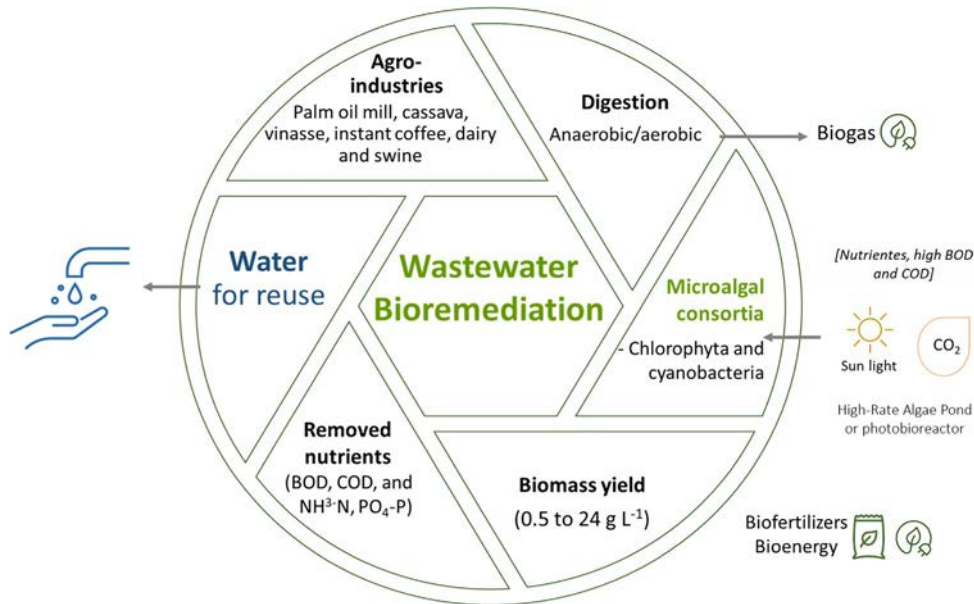 Agro-
industries
Palm oil mill, cassava,
vinasse, instant coffee, dairy
and swine
Digestion
Anaerobic/aerobic
Biogas
Water
for reuse
Wastewater
Bioremediation
Microalgal
consortia
- Chlorophyta and
cyanobacteria
[Nutrientes, high BOD
and COD]
Sun light
CO₂
High-Rate Algae Pond
or photobioreactor
Removed
nutrients
(BOD, COD, and
NH³-N, PO₄-P)
Biomass yield
(0.5 to 24 g L⁻¹)
Biofertilizers
Bioenergy